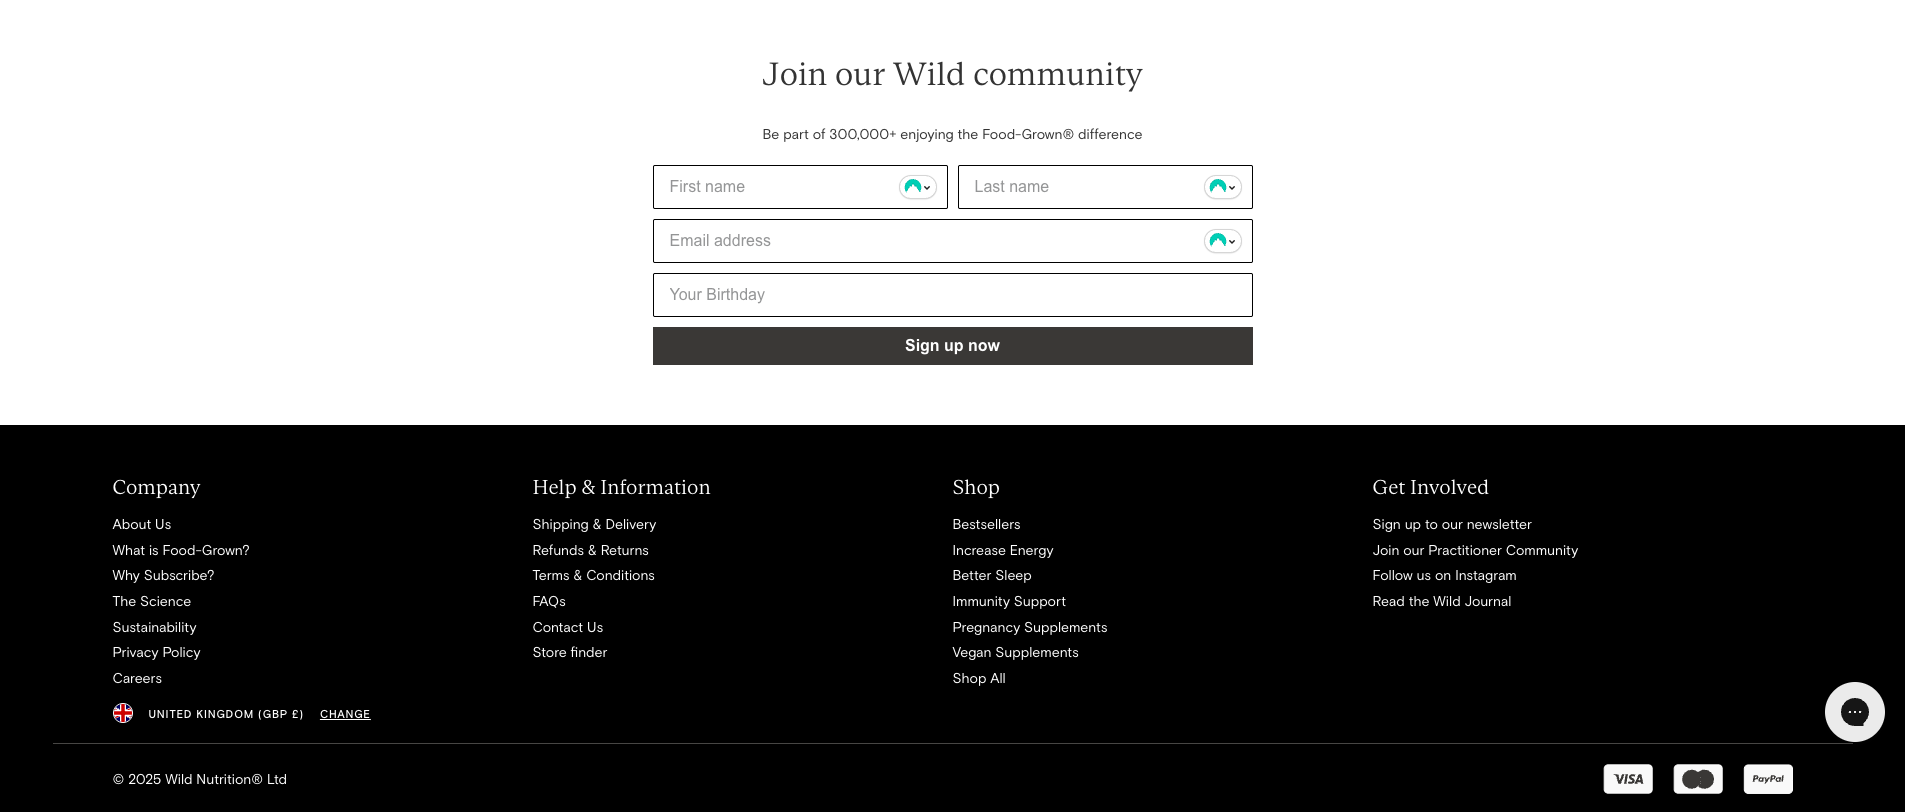 Join our Wild community
Be part of 300,000+ enjoying the Food-Grown® difference
First name
Last name
Email address
Your Birthday
Sign up now
Company
About Us
What is Food-Grown?
Why Subscribe?
The Science
Sustainability
Privacy Policy
Careers
UNITED KINGDOM (GBP £) CHANGE
Help & Information
Shipping & Delivery
Refunds & Returns
Terms & Conditions
FAQs
Contact Us
Store finder
Shop
Bestsellers
Increase Energy
Better Sleep
Immunity Support
Pregnancy Supplements
Vegan Supplements
Shop All
Get Involved
Sign up to our newsletter
Join our Practitioner Community
Follow us on Instagram
Read the Wild Journal
© 2025 Wild Nutrition® Ltd
VISA
PayPal